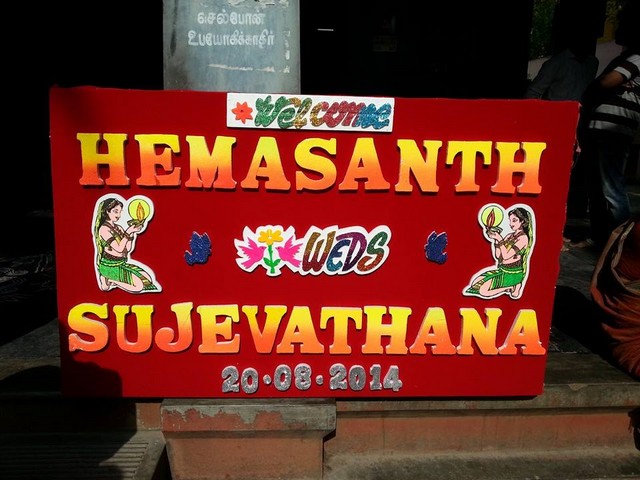 செல்போன்
உபயோகிக்காதீர்
Welcome
HEMASANTH
WEDS
SUJEVATHANA
20-08-2014